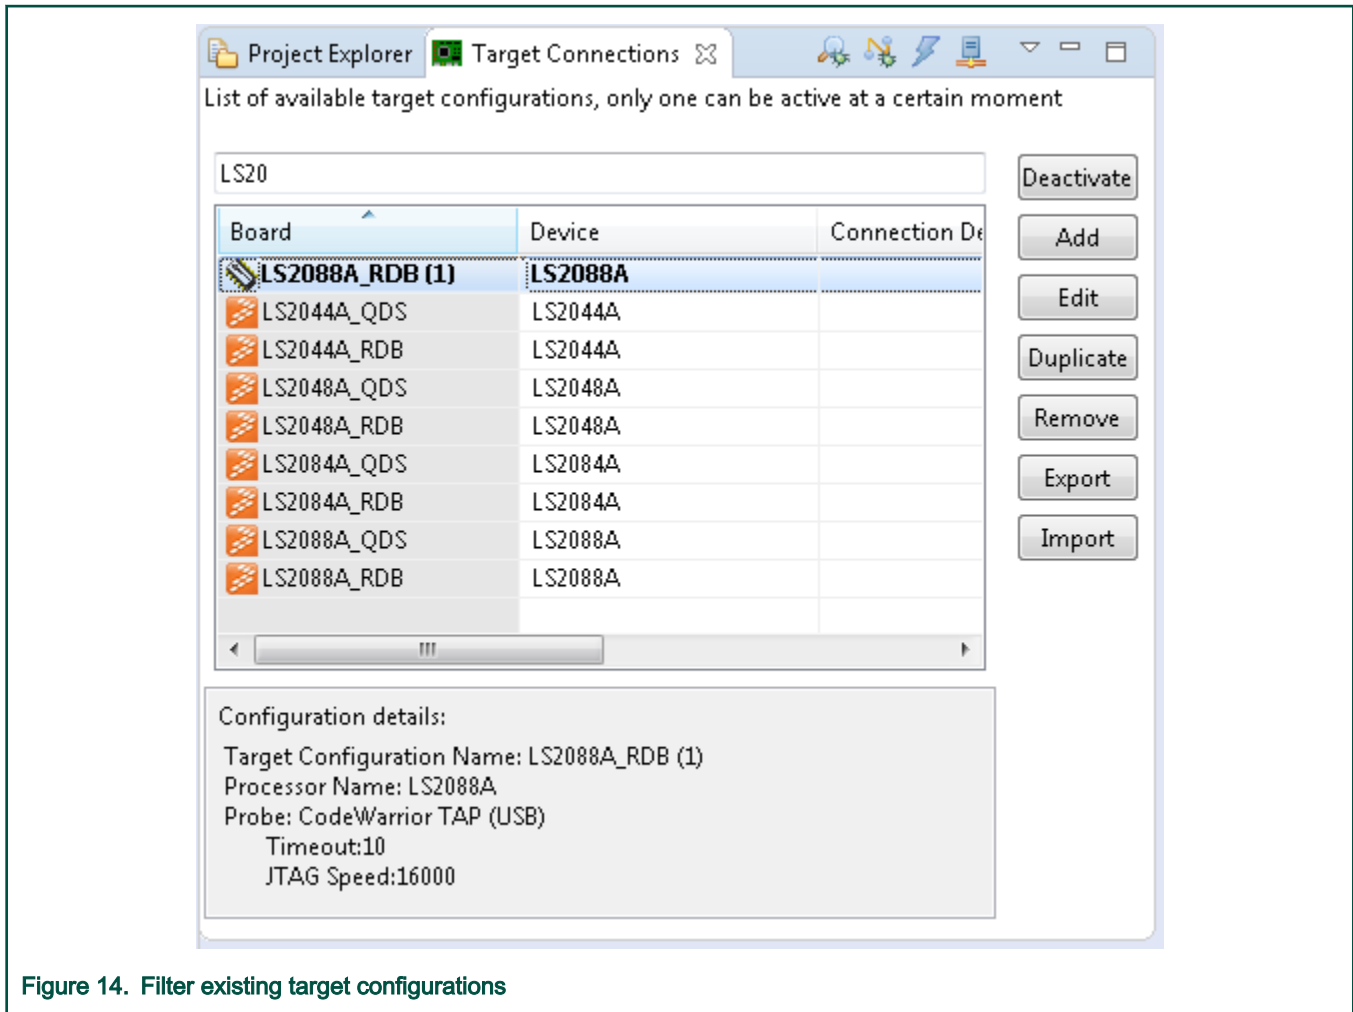 Project Explorer Target Connections
List of available target configurations, only one can be active at a certain moment
LS20
Deactivate
Board Device Connection De
Add
LS2088A_RDB (1) LS2088A
Edit
LS2044A_QDS LS2044A
LS2044A_RDB LS2044A
Duplicate
LS2048A_QDS LS2048A
LS2048A_RDB LS2048A
Remove
LS2084A_QDS LS2084A
Export
LS2084A_RDB LS2084A
LS2088A_QDS LS2088A
Import
LS2088A_RDB LS2088A
Configuration details:
Target Configuration Name: LS2088A_RDB (1)
Processor Name: LS2088A
Probe: CodeWarrior TAP (USB)
Timeout:10
JTAG Speed:16000
Figure 14. Filter existing target configurations